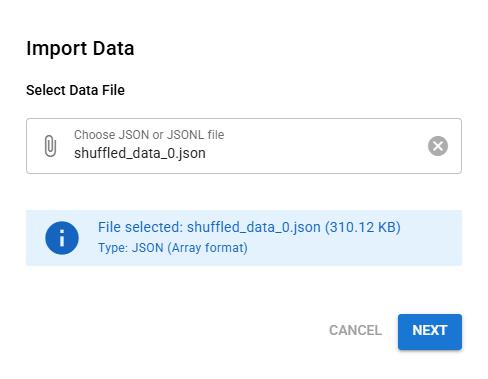 Import Data
Select Data File
Choose JSON or JSONL file
shuffled_data_0.json
File selected: shuffled_data_0.json (310.12 KB)
Type: JSON (Array format)
CANCEL
NEXT